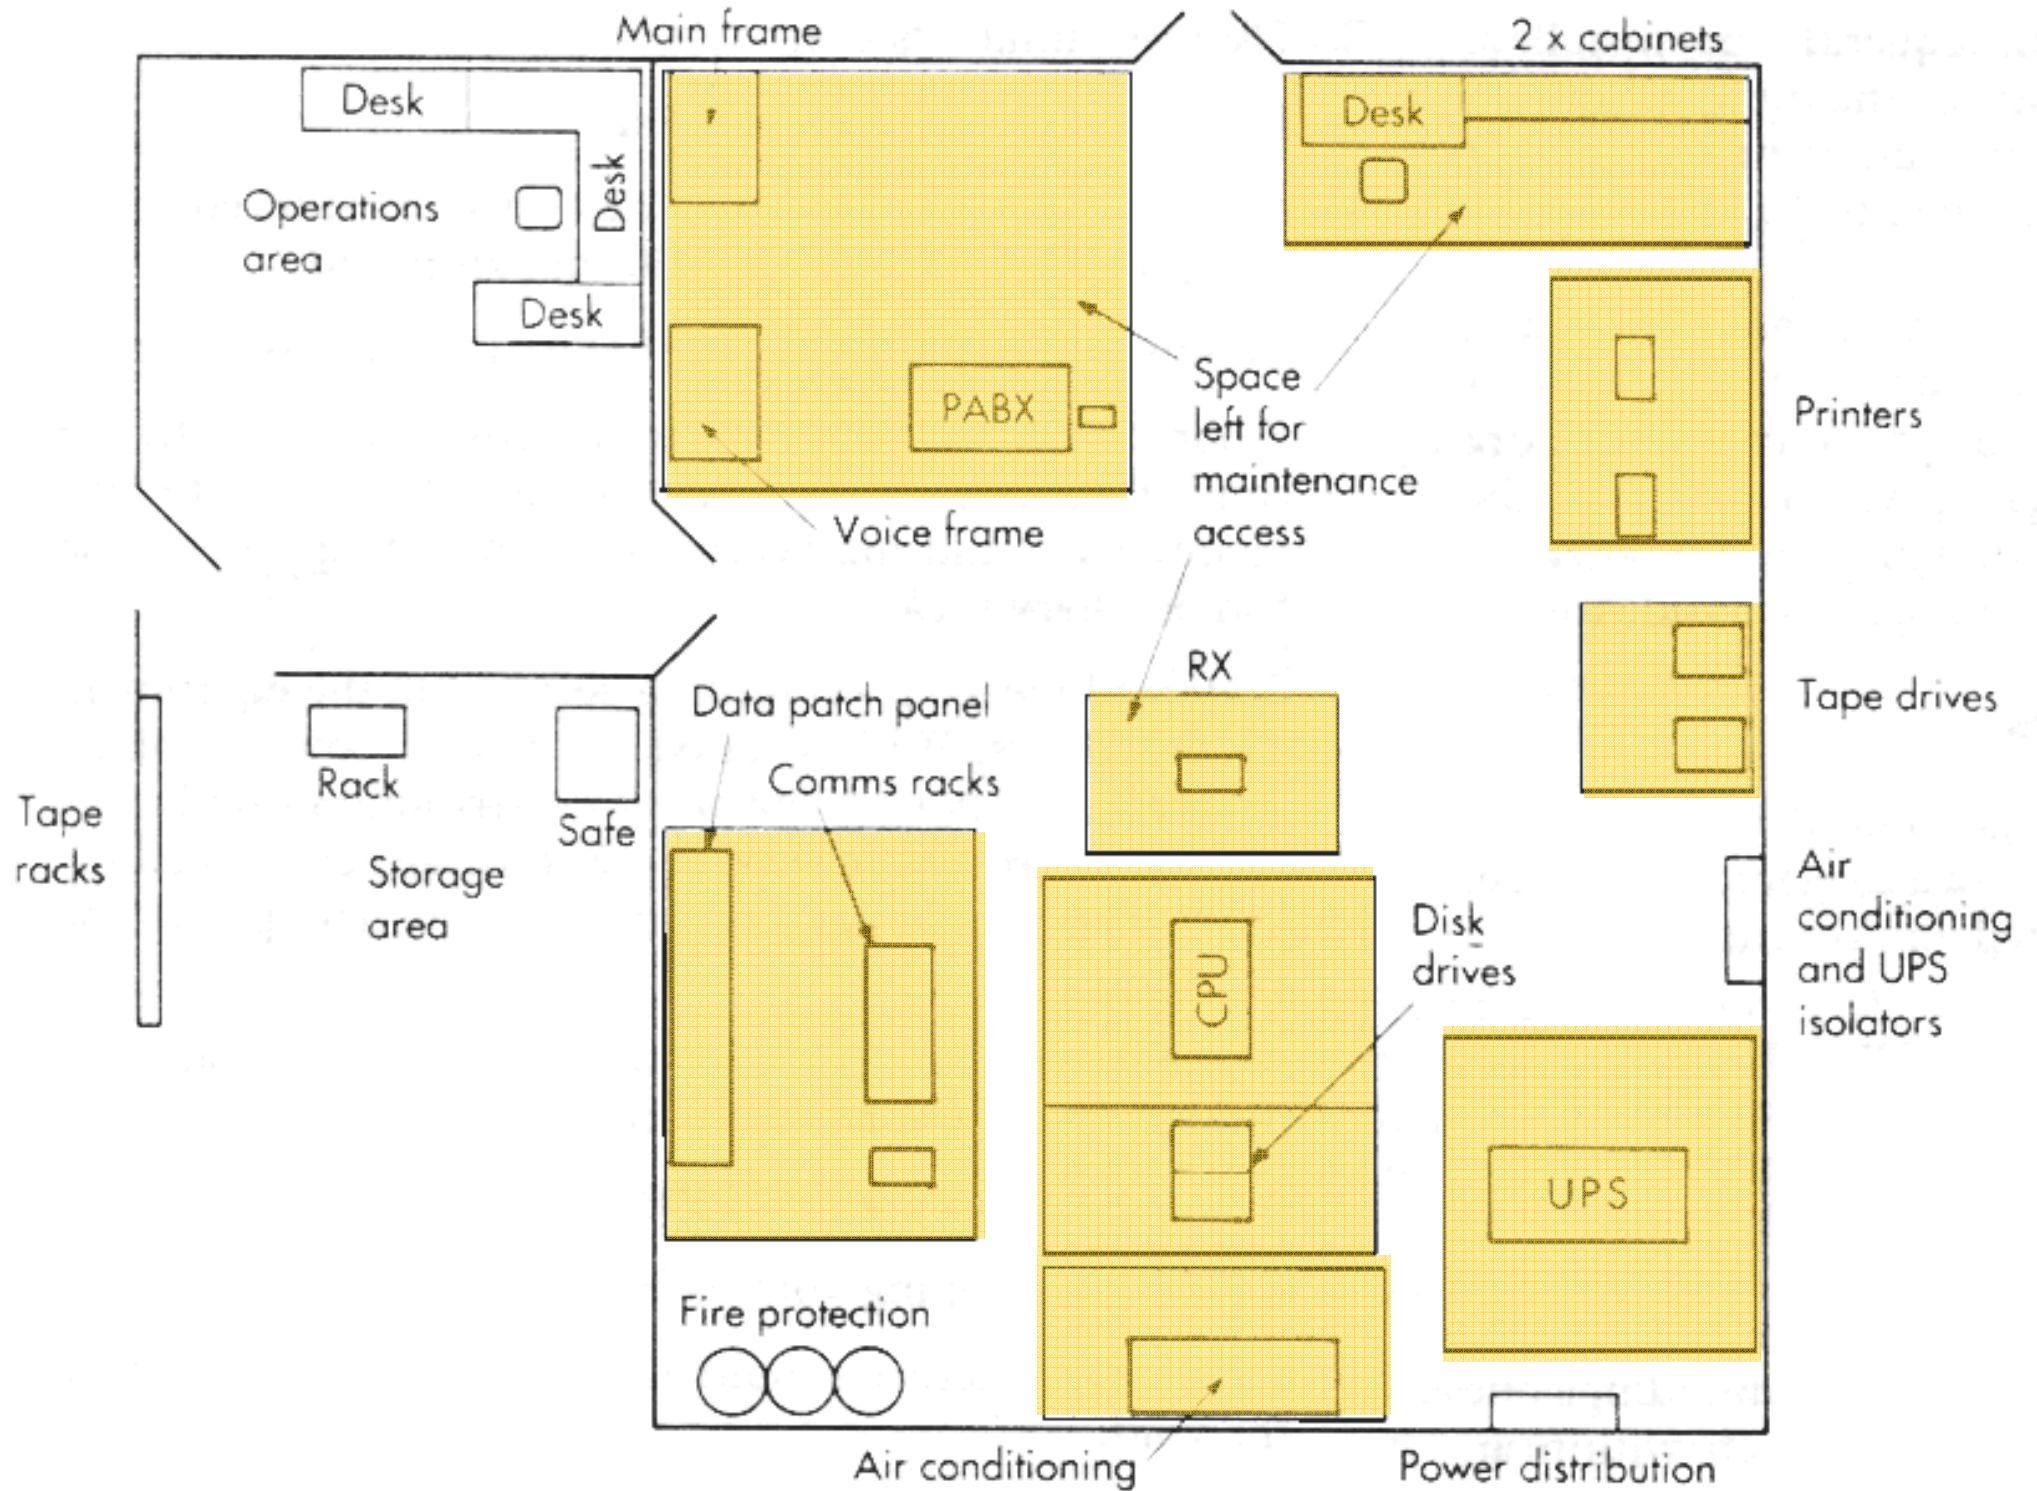 Main frame
2 x cabinets
Desk
Desk
Desk
Operations
area
Desk
PABX
Space
left for
maintenance
access
Printers
Voice frame
RX
Data patch panel
Comms racks
Tape drives
Rack
Safe
Tape
racks
Storage
area
CPU
Disk
drives
Air
conditioning
and UPS
isolators
UPS
Fire protection
Air conditioning
Power distribution